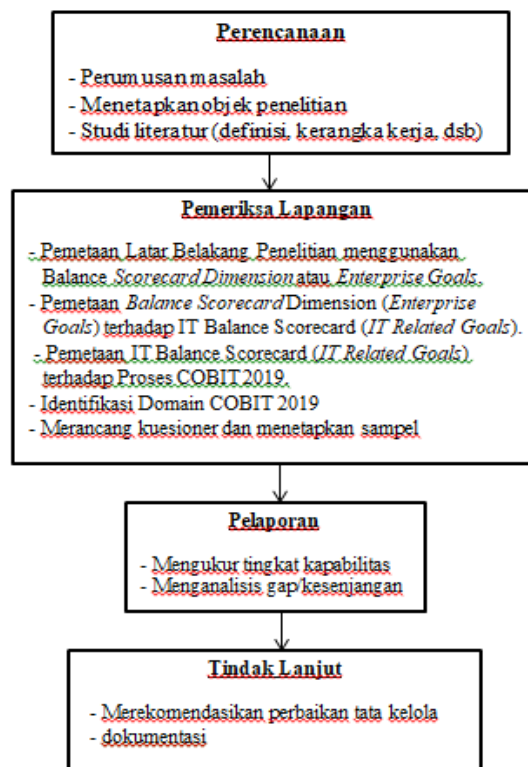 Perencanaan
- Perumusan masalah
- Menetapkan objek penelitian
- Studi literatur (definisi, kerangka kerja, dsb)
Pemeriksa Lapangan
- Pemetaan Latar Belakang Penelitian menggunakan
Balance Scorecard Dimension atau Enterprise Goals.
- Pemetaan Balance Scorecard Dimension (Enterprise
Goals) terhadap IT Balance Scorecard (IT Related Goals).
- Pemetaan IT Balance Scorecard (IT Related Goals)
terhadap Proses COBIT 2019.
- Identifikasi Domain COBIT 2019
- Merancang kuesioner dan menetapkan sampel
Pelaporan
- Mengukur tingkat kapabilitas
- Menganalisis gap/kesenjangan
Tindak Lanjut
- Merekomendasikan perbaikan tata kelola
- dokumentasi